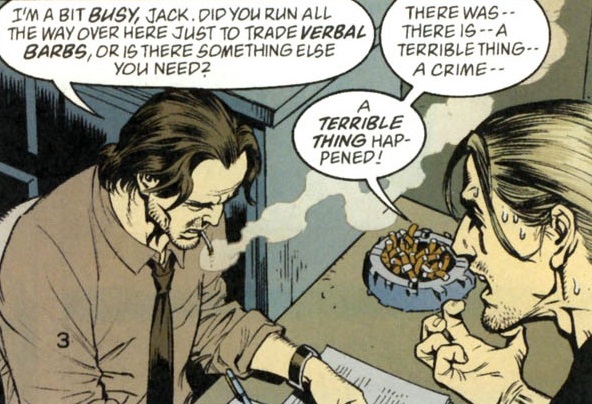 I'M A BIT BUSY, JACK. DID YOU RUN ALL
THE WAY OVER HERE JUST TO TRADE VERBAL
BARBS, OR IS THERE SOMETHING ELSE
YOU NEED?
THERE WAS--
THERE IS--A
TERRIBLE THING--
A CRIME--
A
TERRIBLE
THING HAP-
PENED!
3